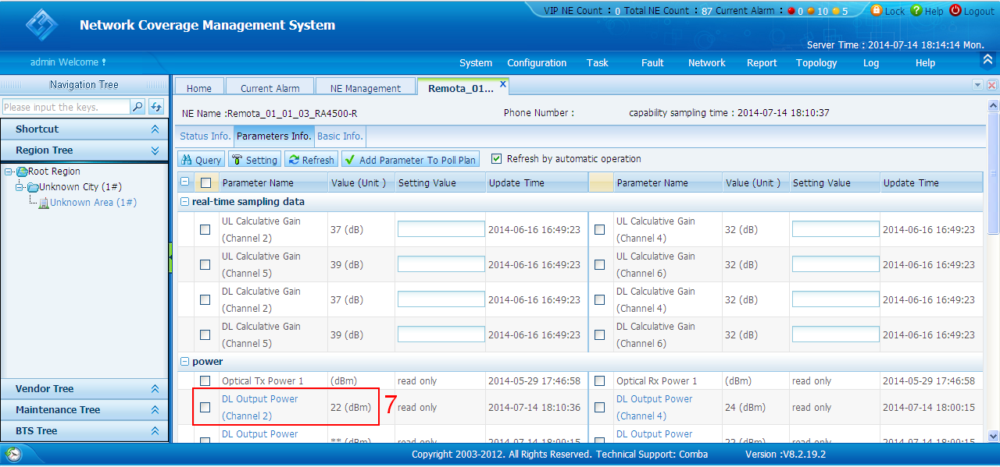 VIP NE Count : 0 Total NE Count : 87 Current Alarm : 0 10 5 Lock Help Logout
Network Coverage Management System
Server Time : 2014-07-14 18:14:14 Mon.
admin Welcome !
System Configuration Task Fault Network Report Topology Log Help
Navigation Tree
Home Current Alarm NE Management Remota_01... X
Please input the keys.
NE Name :Remota_01_01_03_RA4500-R Phone Number : capability sampling time : 2014-07-14 18:10:37
Shortcut
Region Tree
Root Region
Unknown City (1#)
Unknown Area (1#)
Vendor Tree
Maintenance Tree
BTS Tree
Status Info. Parameters Info. Basic Info.
Query Setting Refresh Add Parameter To Poll Plan Refresh by automatic operation
Parameter Name Value (Unit ) Setting Value Update Time Parameter Name Value (Unit ) Setting Value Update Time
real-time sampling data
UL Calculative Gain (Channel 2) 37 (dB) 2014-06-16 16:49:23 UL Calculative Gain (Channel 4) 32 (dB) 2014-06-16 16:49:23
UL Calculative Gain (Channel 5) 39 (dB) 2014-06-16 16:49:23 UL Calculative Gain (Channel 6) 32 (dB) 2014-06-16 16:49:23
DL Calculative Gain (Channel 2) 37 (dB) 2014-06-16 16:49:23 DL Calculative Gain (Channel 4) 32 (dB) 2014-06-16 16:49:23
DL Calculative Gain (Channel 5) 39 (dB) 2014-06-16 16:49:23 DL Calculative Gain (Channel 6) 32 (dB) 2014-06-16 16:49:23
power
Optical Tx Power 1 (dBm) read only 2014-05-29 17:46:58 Optical Rx Power 1 (dBm) read only 2014-05-29 17:46:58
DL Output Power (Channel 2) 22 (dBm) 7 read only 2014-07-14 18:10:36 DL Output Power (Channel 4) 24 (dBm) read only 2014-07-14 18:00:15
DL Output Power ** (dBm) read only 2014-07-14 18:00:15 DL Output Power 22 (dBm) read only 2014-07-14 18:00:15
Copyright 2003-2012. All Rights Reserved. Technical Support: Comba Version :V8.2.19.2